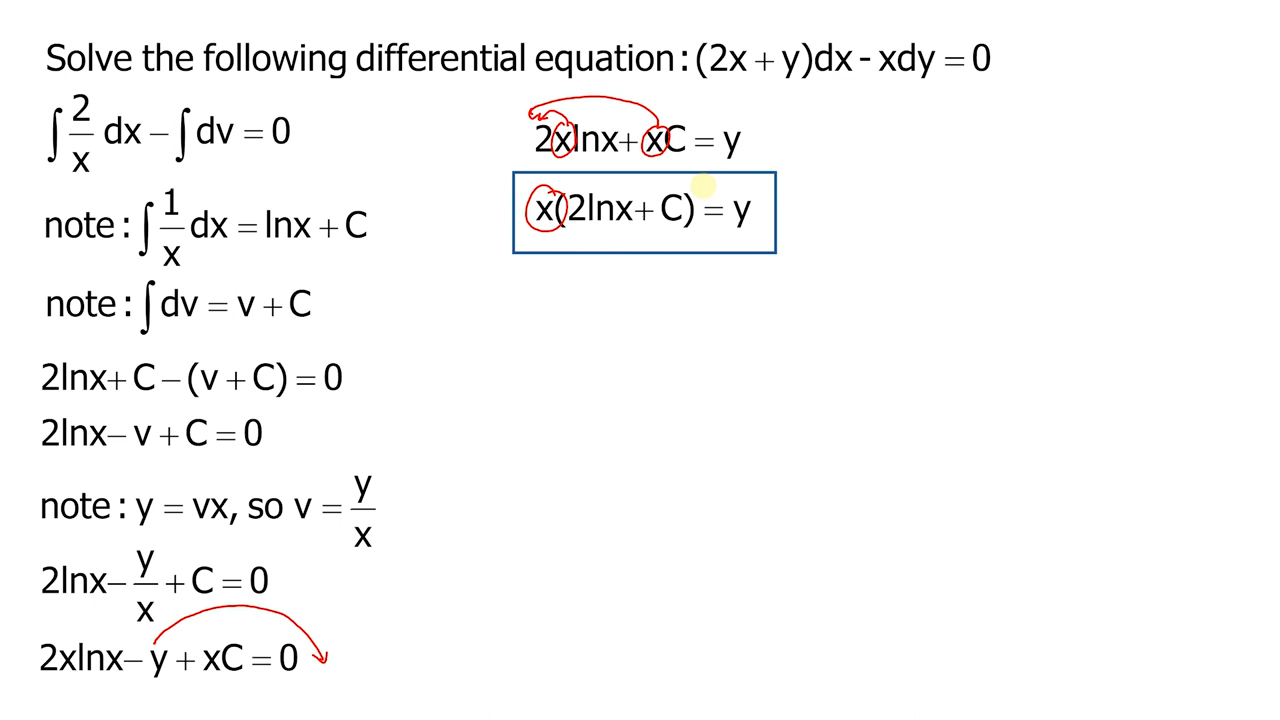 Solve the following differential equation: (2x + y)dx - xdy = 0
∫ 2/x dx − ∫ dv = 0
note: ∫ 1/x dx = lnx + C
note: ∫ dv = v + C
2lnx + C − (v + C) = 0
2lnx − v + C = 0
note: y = vx, so v = y/x
2lnx − y/x + C = 0
2xlnx − y + xC = 0
2xlnx + xC = y
x(2lnx + C) = y